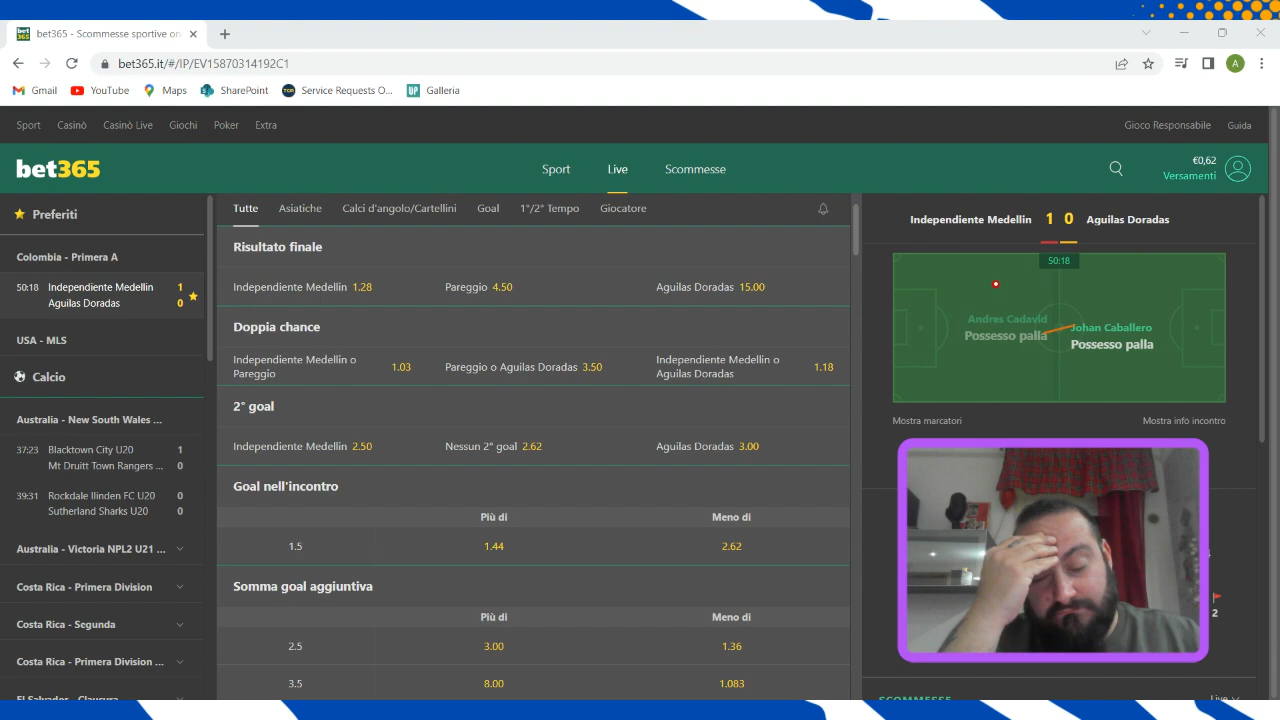 bet365 - Scommesse sportive on
bet365.it/#/IP/EV15870314192C1
A
Gmail
YouTube
Maps
SharePoint
Service Requests O...
Galleria
Sport
Casinò
Casinò Live
Giochi
Poker
Extra
Gioco Responsabile
Guida
bet365
Sport
Live
Scommesse
€0,62
Versamenti
Preferiti
Colombia - Primera A
50:18 Independiente Medellin 1
Aguilas Doradas 0
USA - MLS
Calcio
Australia - New South Wales ...
37:23 Blacktown City U20 1
Mt Druitt Town Rangers ... 0
39:31 Rockdale Ilinden FC U20 0
Sutherland Sharks U20 0
Australia - Victoria NPL2 U21 ...
Costa Rica - Primera Division
Costa Rica - Segunda
Costa Rica - Primera Division ...
El Salvador - Clausura
Tutte
Asiatiche
Calci d'angolo/Cartellini
Goal
1°/2° Tempo
Giocatore
Risultato finale
Independiente Medellin 1.28
Pareggio 4.50
Aguilas Doradas 15.00
Doppia chance
Independiente Medellin o
Pareggio
1.03
Pareggio o Aguilas Doradas 3.50
Independiente Medellin o
Aguilas Doradas
1.18
2° goal
Independiente Medellin 2.50
Nessun 2° goal 2.62
Aguilas Doradas 3.00
Goal nell'incontro
Più di
Meno di
1.5 1.44 2.62
Somma goal aggiuntiva
Più di
Meno di
2.5 3.00 1.36
3.5 8.00 1.083
Independiente Medellin 1 0 Aguilas Doradas
50:18
Andres Cadavid
Possesso palla
Johan Caballero
Possesso palla
Mostra marcatori
Mostra info incontro
2
SCOMMESSE
Live